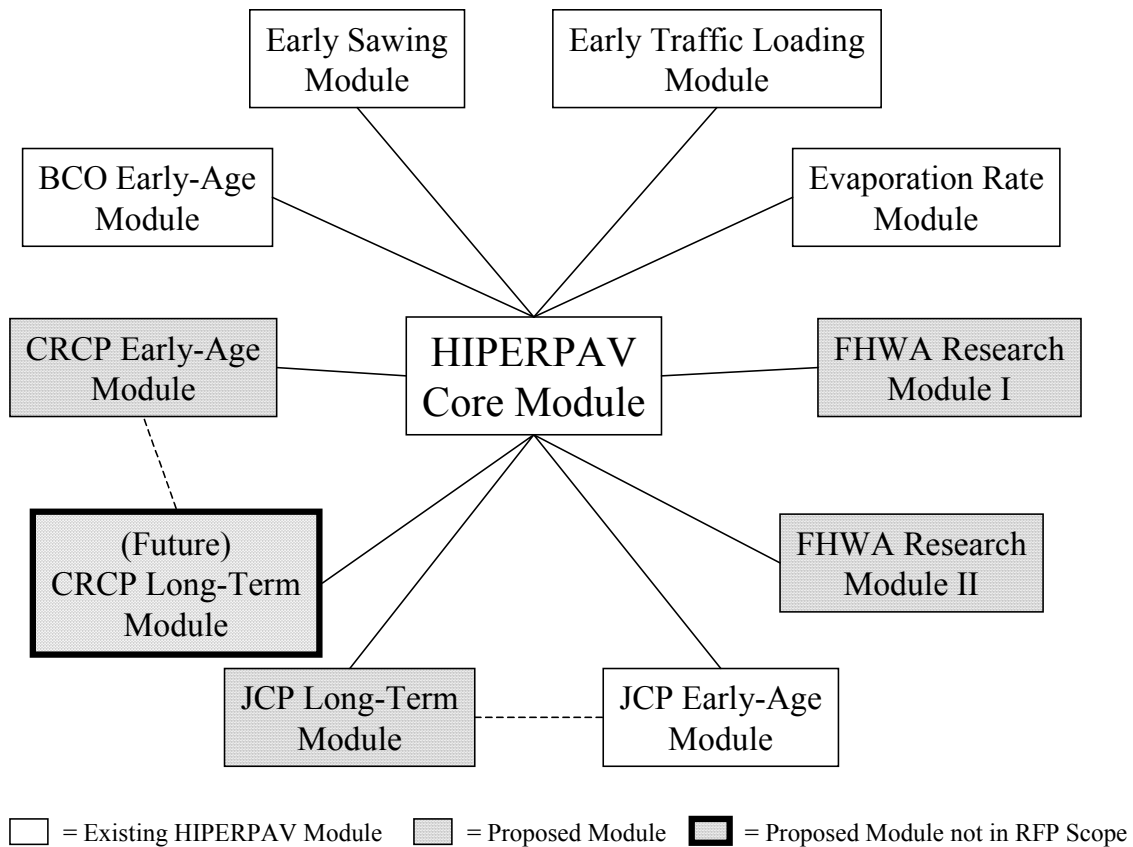 Early Sawing
Module
Early Traffic Loading
Module
BCO Early-Age
Module
Evaporation Rate
Module
CRCP Early-Age
Module
HIPERPAV
Core Module
FHWA Research
Module I
(Future)
CRCP Long-Term
Module
FHWA Research
Module II
JCP Long-Term
Module
JCP Early-Age
Module
= Existing HIPERPAV Module
= Proposed Module
= Proposed Module not in RFP Scope